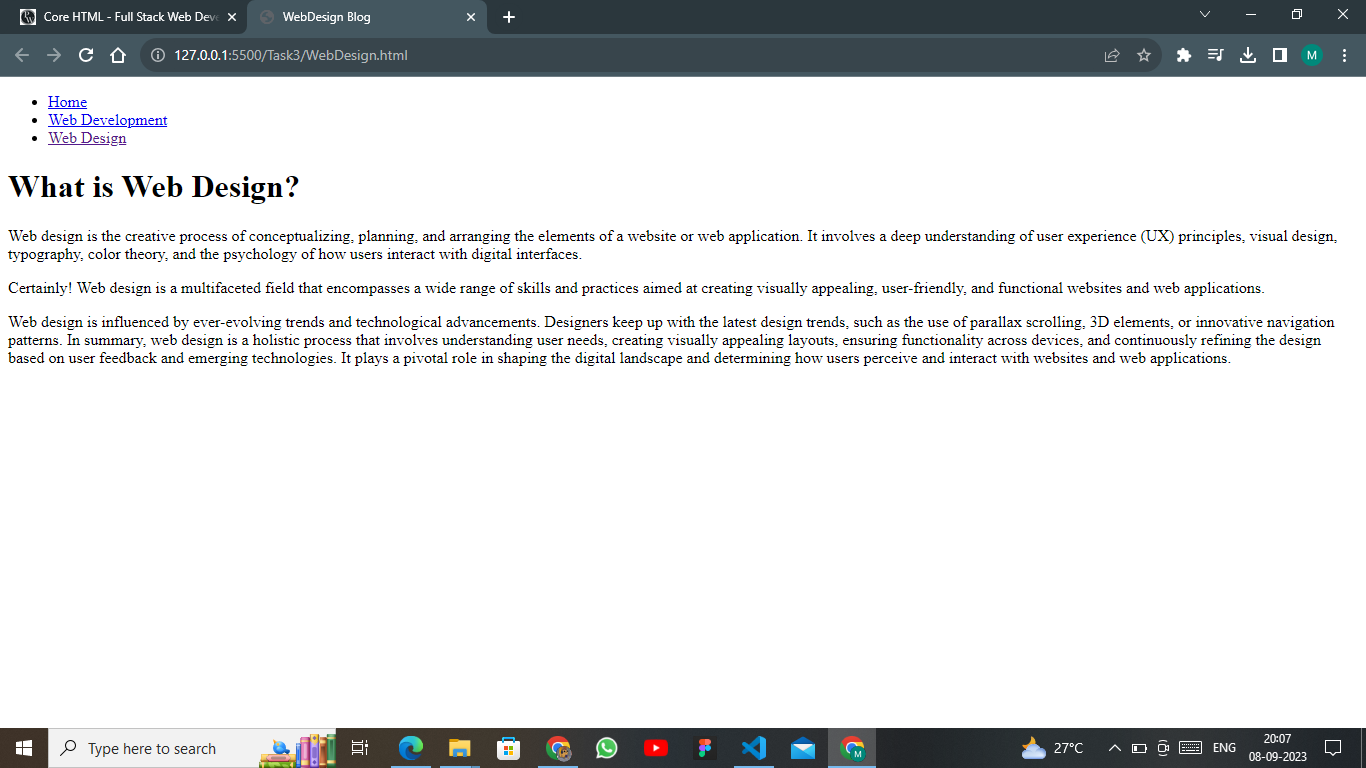 Core HTML - Full Stack Web Deve
WebDesign Blog
127.0.0.1:5500/Task3/WebDesign.html
M
Home
Web Development
Web Design
What is Web Design?
Web design is the creative process of conceptualizing, planning, and arranging the elements of a website or web application. It involves a deep understanding of user experience (UX) principles, visual design,
typography, color theory, and the psychology of how users interact with digital interfaces.
Certainly! Web design is a multifaceted field that encompasses a wide range of skills and practices aimed at creating visually appealing, user-friendly, and functional websites and web applications.
Web design is influenced by ever-evolving trends and technological advancements. Designers keep up with the latest design trends, such as the use of parallax scrolling, 3D elements, or innovative navigation
patterns. In summary, web design is a holistic process that involves understanding user needs, creating visually appealing layouts, ensuring functionality across devices, and continuously refining the design
based on user feedback and emerging technologies. It plays a pivotal role in shaping the digital landscape and determining how users perceive and interact with websites and web applications.
Type here to search
M
27°C
ENG
20:07
08-09-2023